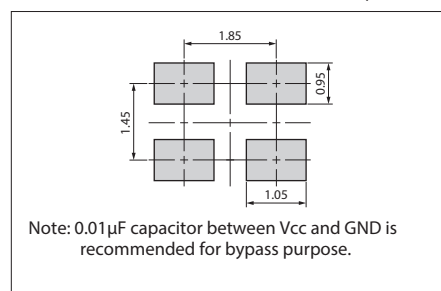 1.85
0.95
1.45
1.05
Note: 0.01µF capacitor between Vcc and GND is
recommended for bypass purpose.